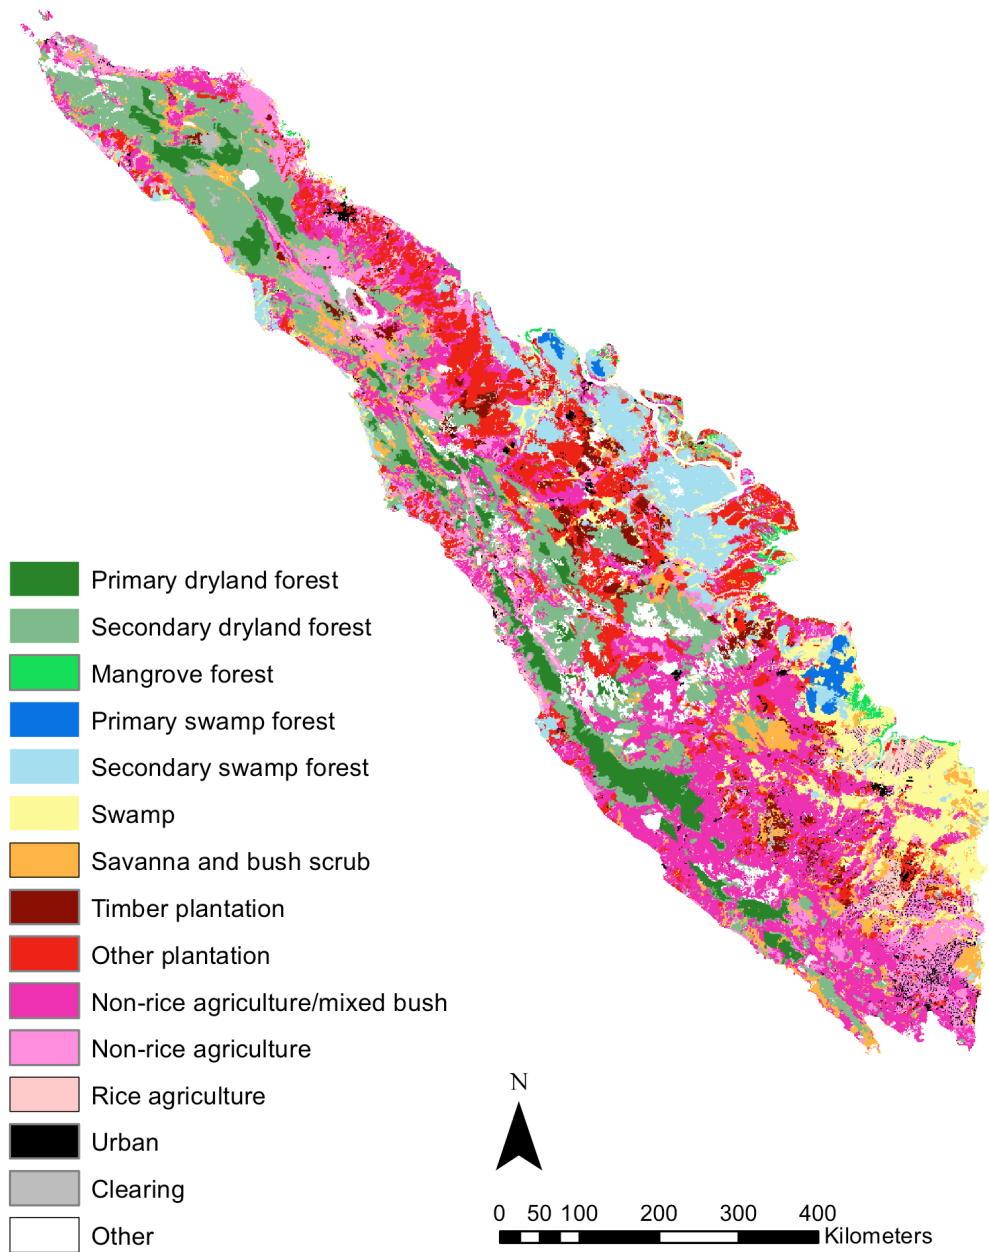 Primary dryland forest
Secondary dryland forest
Mangrove forest
Primary swamp forest
Secondary swamp forest
Swamp
Savanna and bush scrub
Timber plantation
Other plantation
Non-rice agriculture/mixed bush
Non-rice agriculture
Rice agriculture
Urban
Clearing
Other
N
0 50 100 200 300 400
Kilometers